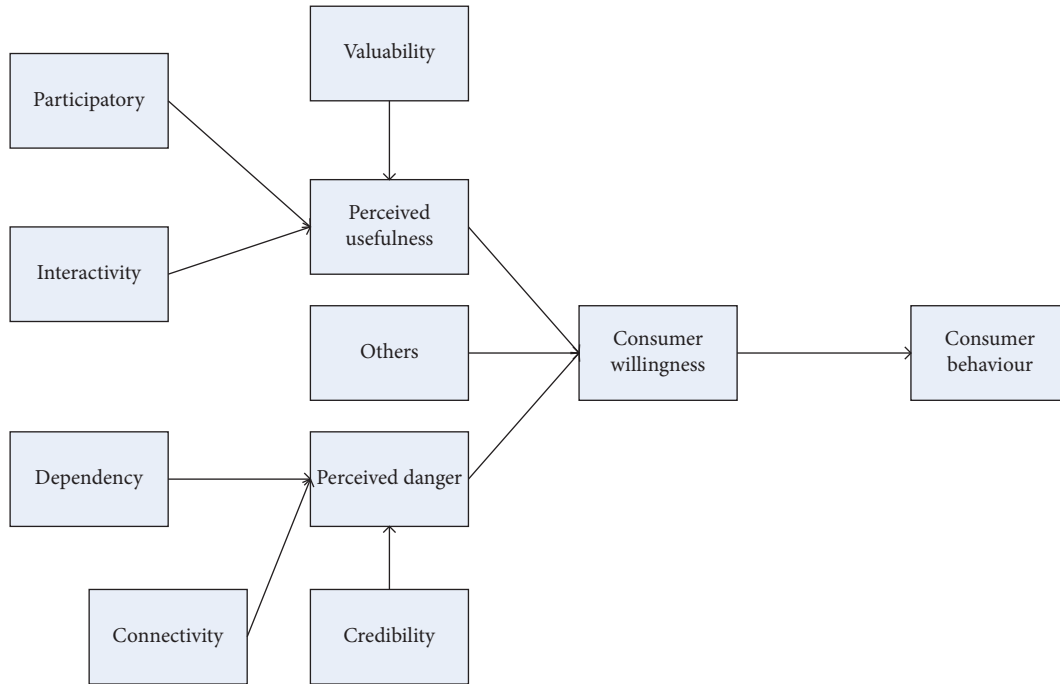 Valuability
Participatory
Perceived
usefulness
Interactivity
Others
Consumer
willingness
Consumer
behaviour
Dependency
Perceived danger
Connectivity
Credibility